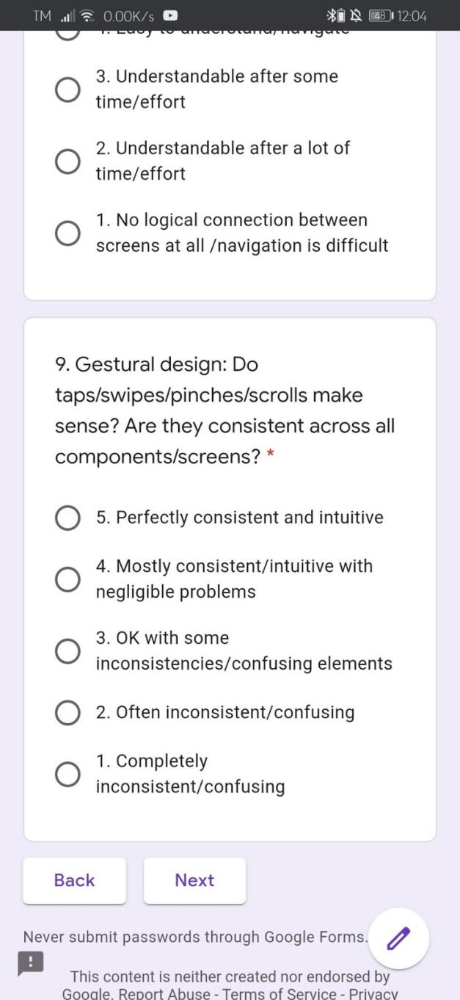 TM 0.00K/s 48 12:04
4. Easy to understand/navigate
3. Understandable after some
time/effort
2. Understandable after a lot of
time/effort
1. No logical connection between
screens at all /navigation is difficult
9. Gestural design: Do
taps/swipes/pinches/scrolls make
sense? Are they consistent across all
components/screens? *
5. Perfectly consistent and intuitive
4. Mostly consistent/intuitive with
negligible problems
3. OK with some
inconsistencies/confusing elements
2. Often inconsistent/confusing
1. Completely
inconsistent/confusing
Back Next
Never submit passwords through Google Forms.
This content is neither created nor endorsed by
Google. Report Abuse - Terms of Service - Privacy